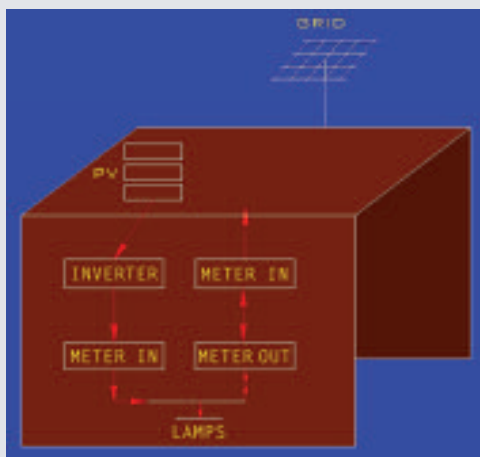 GRID
PV
INVERTER
METER IN
METER IN
METER OUT
LAMPS